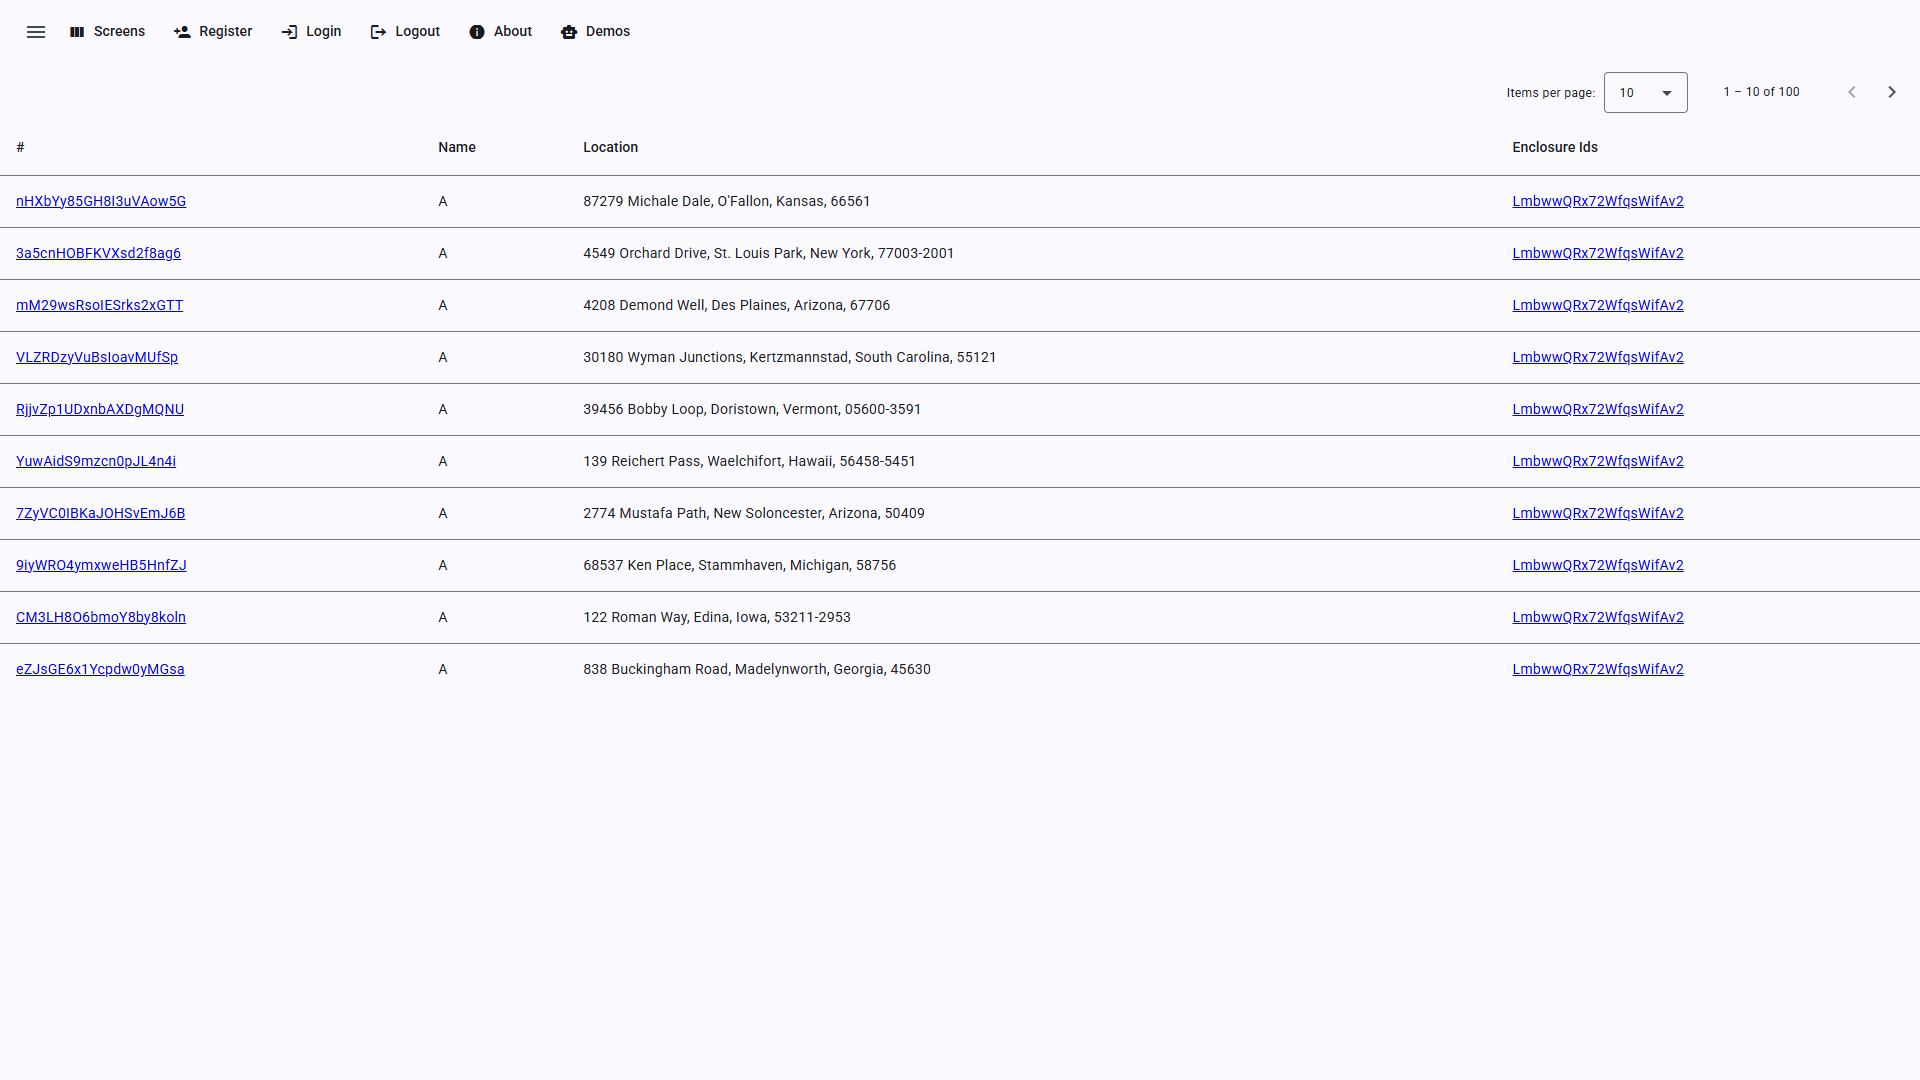 Screens Register Login Logout About Demos
Items per page: 10 1 – 10 of 100
# Name Location Enclosure Ids
nHXbYy85GH8I3uVAow5G A 87279 Michale Dale, O'Fallon, Kansas, 66561 LmbwwQRx72WfqsWifAv2
3a5cnHOBFKVXsd2f8ag6 A 4549 Orchard Drive, St. Louis Park, New York, 77003-2001 LmbwwQRx72WfqsWifAv2
mM29wsRsoIESrks2xGTT A 4208 Demond Well, Des Plaines, Arizona, 67706 LmbwwQRx72WfqsWifAv2
VLZRDzyVuBsIoavMUfSp A 30180 Wyman Junctions, Kertzmannstad, South Carolina, 55121 LmbwwQRx72WfqsWifAv2
RjjvZp1UDxnbAXDgMQNU A 39456 Bobby Loop, Doristown, Vermont, 05600-3591 LmbwwQRx72WfqsWifAv2
YuwAidS9mzcn0pJL4n4i A 139 Reichert Pass, Waelchifort, Hawaii, 56458-5451 LmbwwQRx72WfqsWifAv2
7ZyVC0IBKaJOHSvEmJ6B A 2774 Mustafa Path, New Soloncester, Arizona, 50409 LmbwwQRx72WfqsWifAv2
9iyWRO4ymxweHB5HnfZJ A 68537 Ken Place, Stammhaven, Michigan, 58756 LmbwwQRx72WfqsWifAv2
CM3LH8O6bmoY8by8koln A 122 Roman Way, Edina, Iowa, 53211-2953 LmbwwQRx72WfqsWifAv2
eZJsGE6x1Ycpdw0yMGsa A 838 Buckingham Road, Madelynworth, Georgia, 45630 LmbwwQRx72WfqsWifAv2